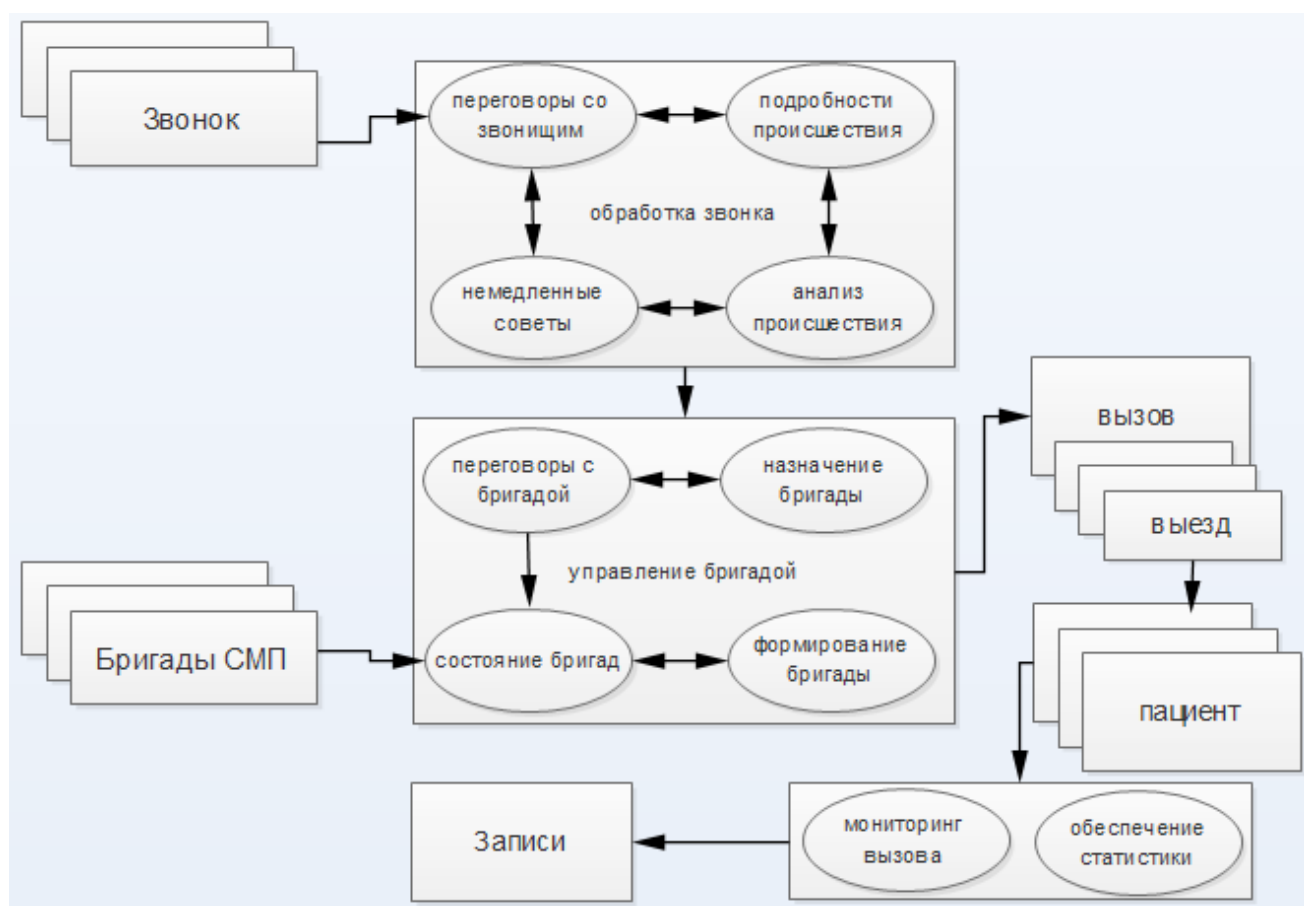 Звонок
переговоры со
звонищим
подробности
происшествия
обработка звонка
немедленные
советы
анализ
происшествия
переговоры с
бригадой
назначение
бригады
управление бригадой
Бригады СМП
состояние бригад
формирование
бригады
вызов
выезд
пациент
Записи
мониторинг
вызова
обеспечение
статистики